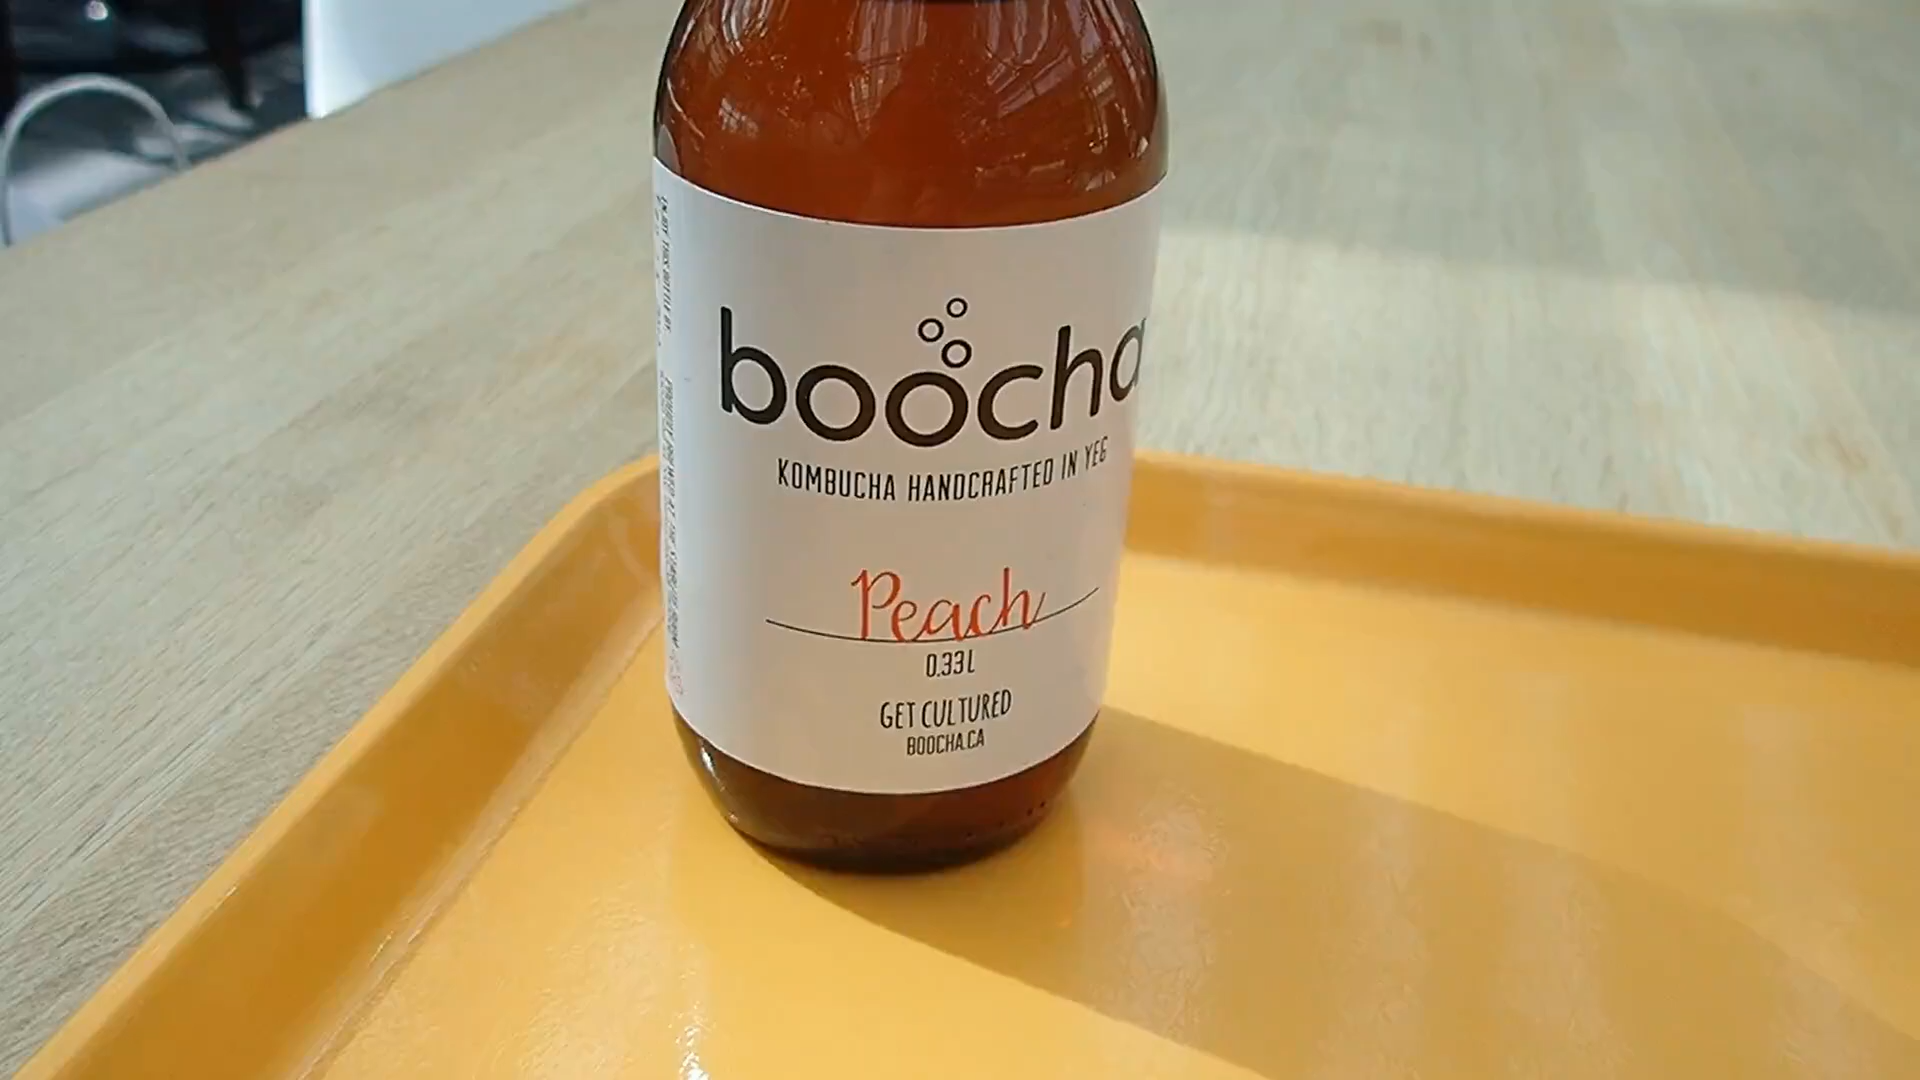 boocha
KOMBUCHA HANDCRAFTED IN YEG
Peach
0.33L
GET CULTURED
BOOCHA.CA